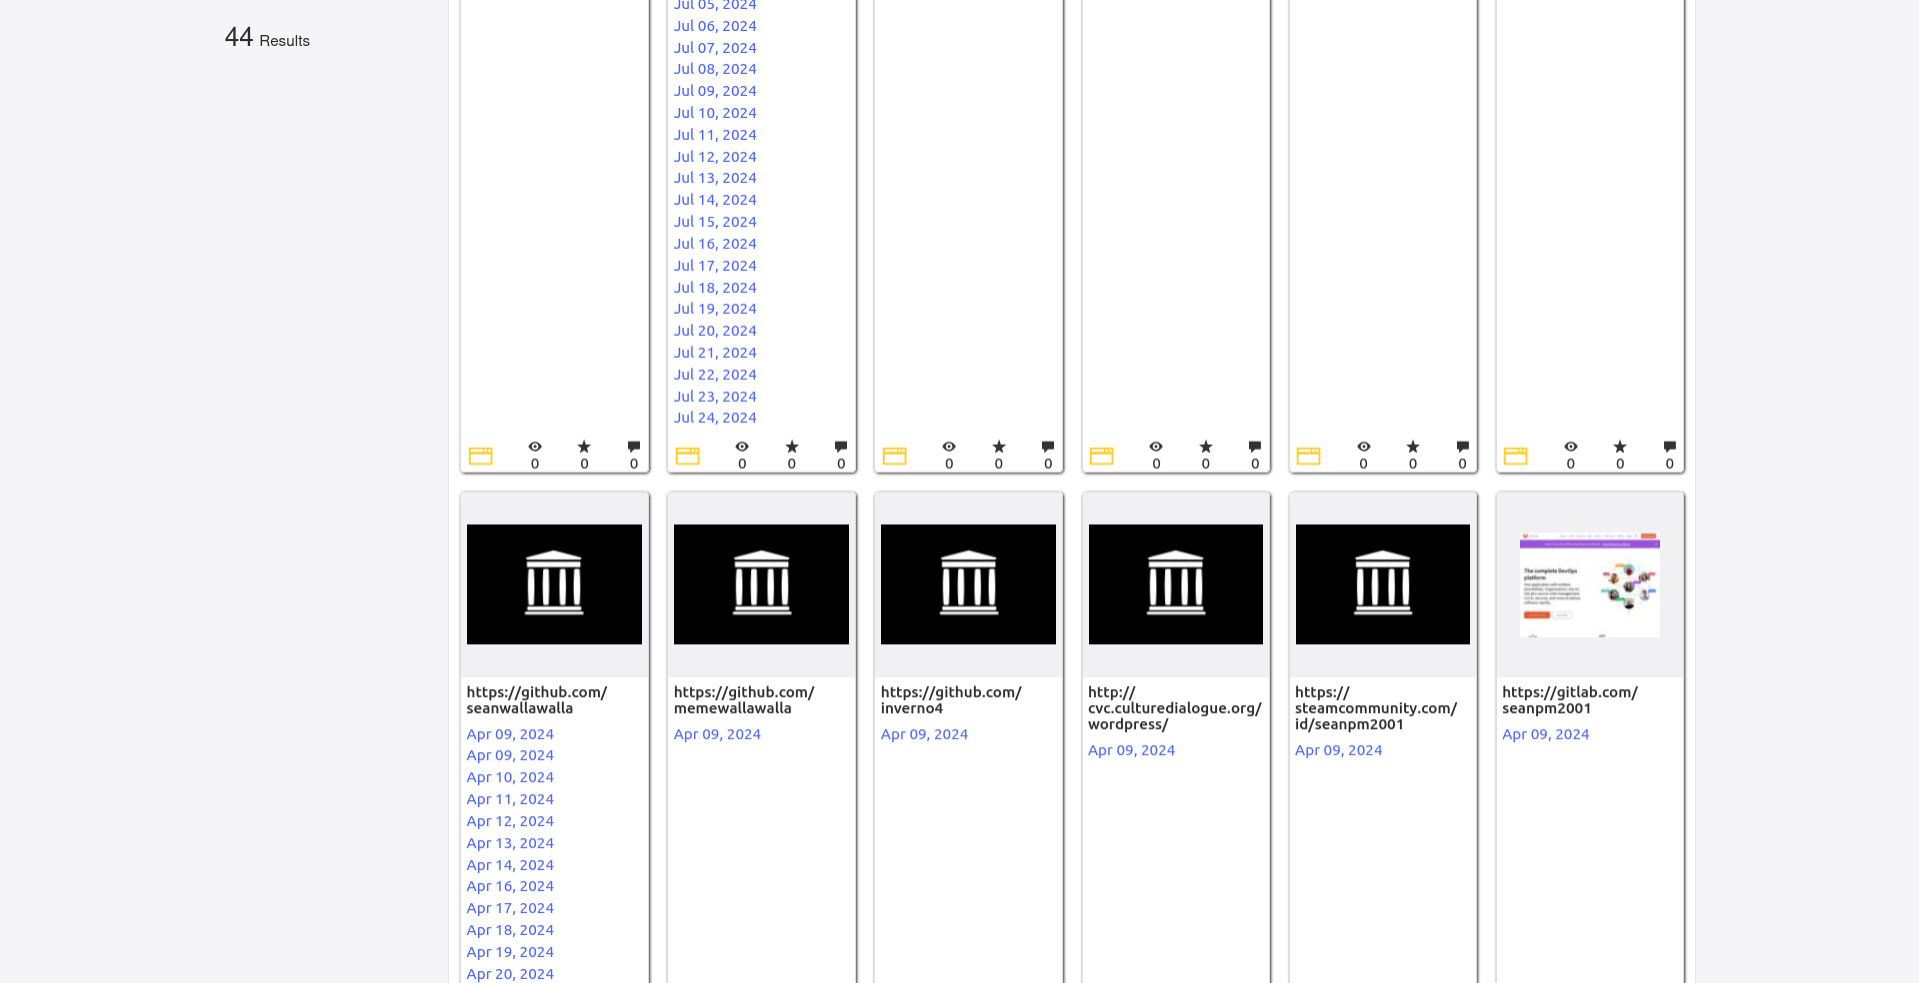 44 Results
Jul 05, 2024
Jul 06, 2024
Jul 07, 2024
Jul 08, 2024
Jul 09, 2024
Jul 10, 2024
Jul 11, 2024
Jul 12, 2024
Jul 13, 2024
Jul 14, 2024
Jul 15, 2024
Jul 16, 2024
Jul 17, 2024
Jul 18, 2024
Jul 19, 2024
Jul 20, 2024
Jul 21, 2024
Jul 22, 2024
Jul 23, 2024
Jul 24, 2024
0 0 0
0 0 0
0 0 0
0 0 0
0 0 0
0 0 0
https://github.com/
seanwallawalla
Apr 09, 2024
Apr 09, 2024
Apr 10, 2024
Apr 11, 2024
Apr 12, 2024
Apr 13, 2024
Apr 14, 2024
Apr 16, 2024
Apr 17, 2024
Apr 18, 2024
Apr 19, 2024
Apr 20, 2024
https://github.com/
memewallawalla
Apr 09, 2024
https://github.com/
inverno4
Apr 09, 2024
http://
cvc.culturedialogue.org/
wordpress/
Apr 09, 2024
https://
steamcommunity.com/
id/seanpm2001
Apr 09, 2024
The complete DevOps
platform
https://gitlab.com/
seanpm2001
Apr 09, 2024